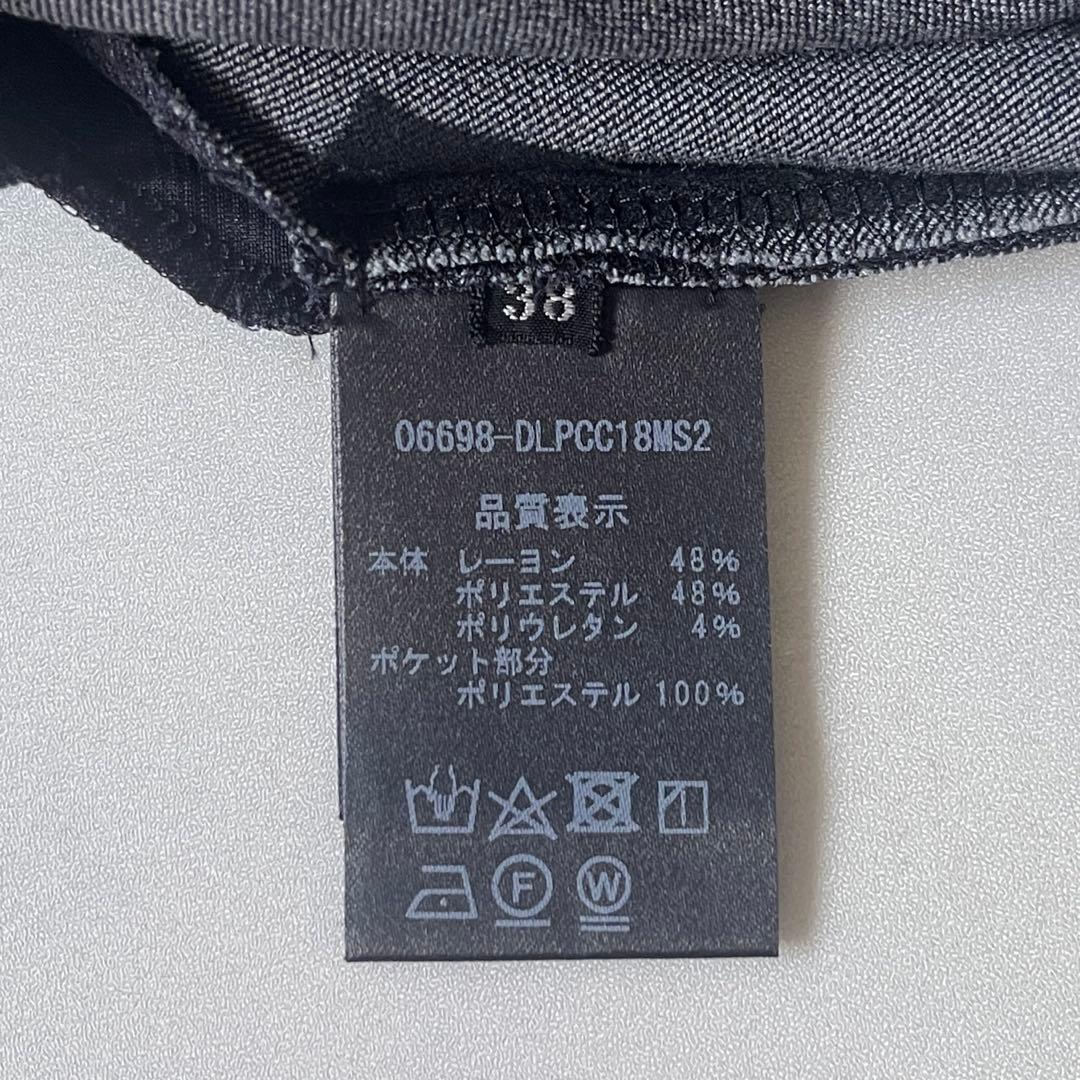 38
06698-DLPCC18MS2
品質表示
本体 レーヨン 48%
ポリエステル 48%
ポリウレタン 4%
ポケット部分
ポリエステル 100%
F W